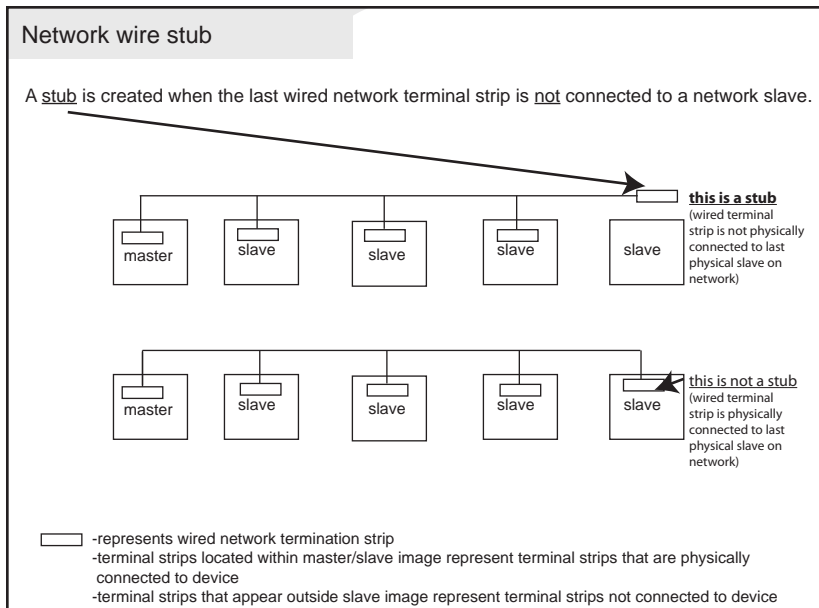 Network wire stub
A stub is created when the last wired network terminal strip is not connected to a network slave.
this is a stub
(wired terminal
strip is not physically
connected to last
physical slave on
network)
master
slave
slave
slave
slave
this is not a stub
(wired terminal
strip is physically
connected to last
physical slave on
network)
master
slave
slave
slave
slave
-represents wired network termination strip
-terminal strips located within master/slave image represent terminal strips that are physically
connected to device
-terminal strips that appear outside slave image represent terminal strips not connected to device